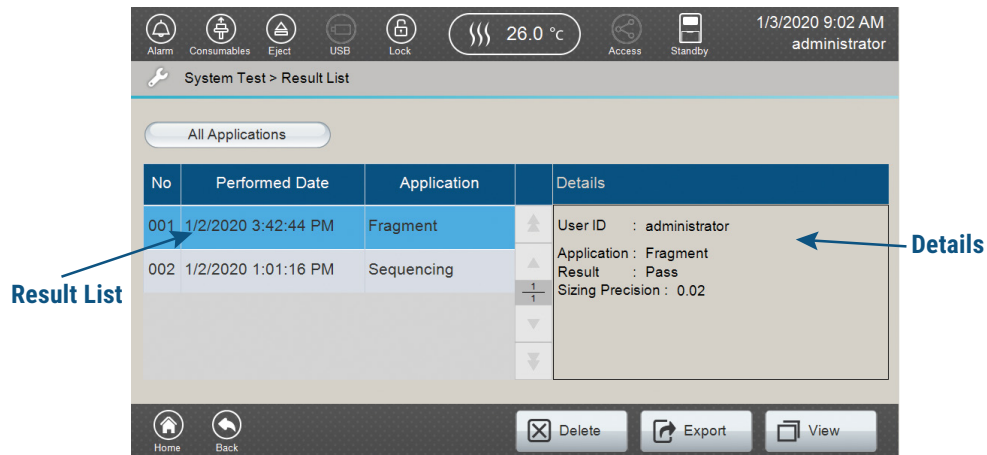 1/3/2020 9:02 AM
administrator
Alarm
Consumables
Eject
USB
Lock
26.0 °c
Access
Standby
System Test > Result List
All Applications
No Performed Date Application Details
001 1/2/2020 3:42:44 PM Fragment
002 1/2/2020 1:01:16 PM Sequencing
1
1
User ID : administrator
Application : Fragment
Result : Pass
Sizing Precision : 0.02
Result List
Details
Home
Back
Delete
Export
View